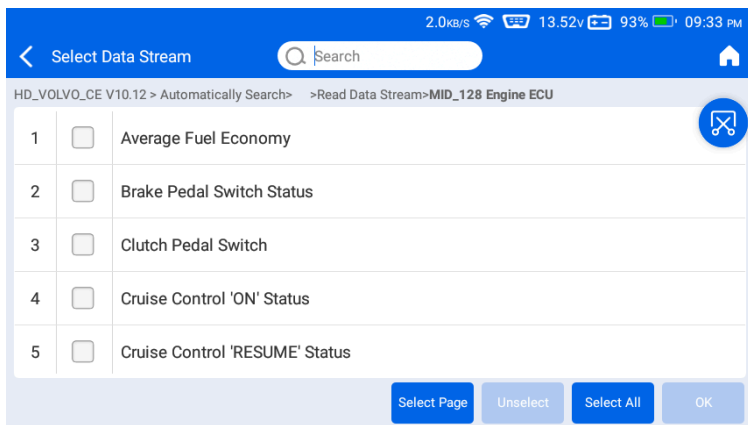 2.0KB/S 13.52V 93% 09:33 PM
Select Data Stream Search
HD_VOLVO_CE V10.12 > Automatically Search> >Read Data Stream>MID_128 Engine ECU
1 Average Fuel Economy
2 Brake Pedal Switch Status
3 Clutch Pedal Switch
4 Cruise Control 'ON' Status
5 Cruise Control 'RESUME' Status
Select Page Unselect Select All OK